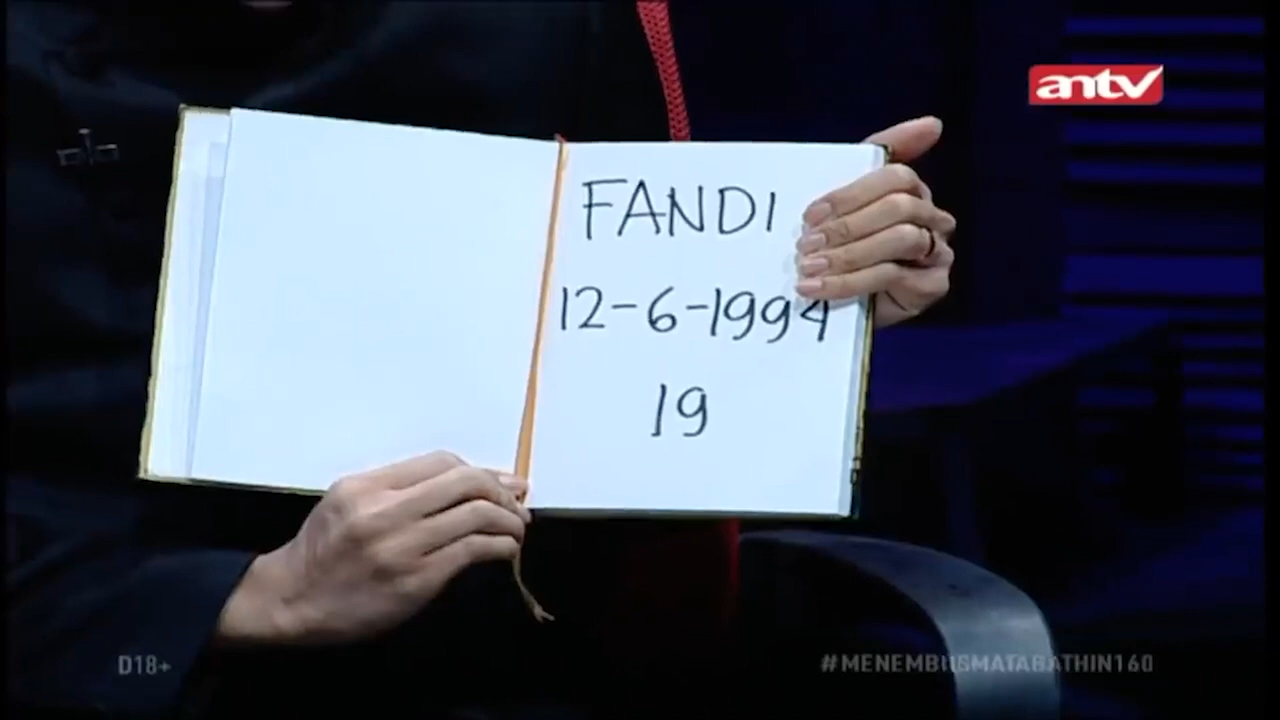 antv
FANDI
12-6-1994
19
D18+
#MENEMBUSMATABATHIN160